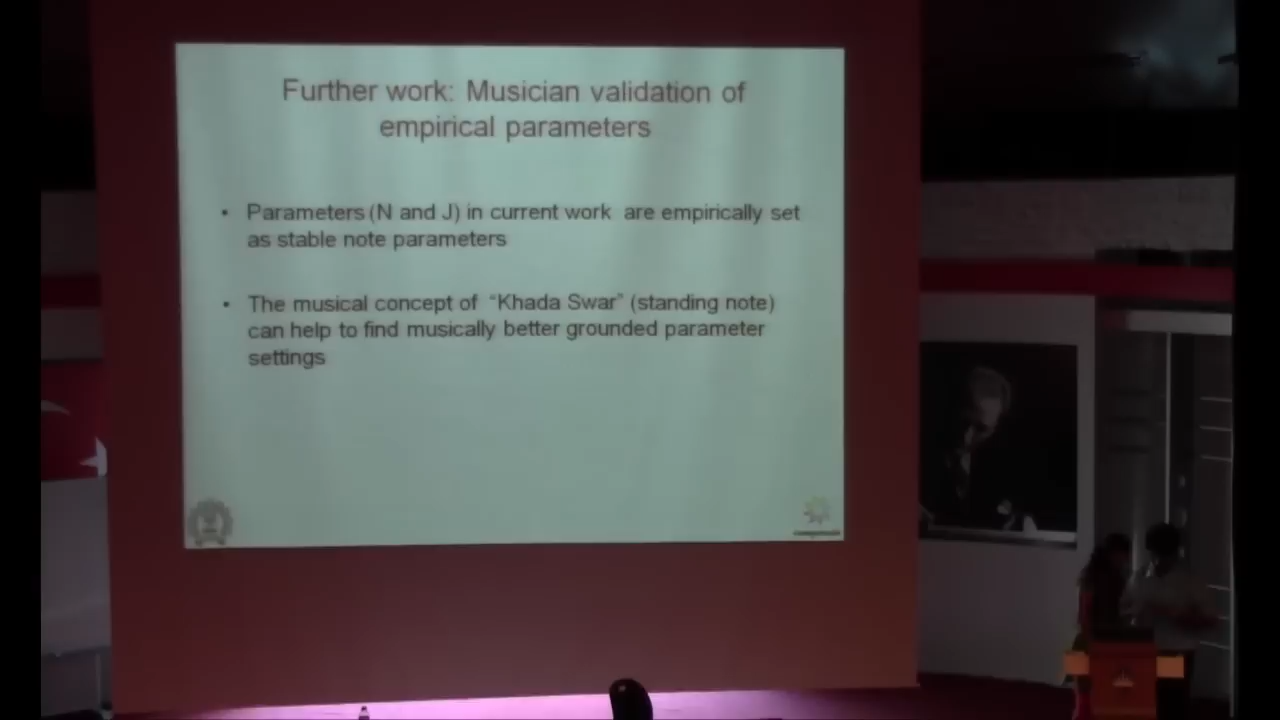 Further work: Musician validation of
empirical parameters
• Parameters (N and J) in current work are empirically set
as stable note parameters
• The musical concept of "Khada Swar" (standing note)
can help to find musically better grounded parameter
settings